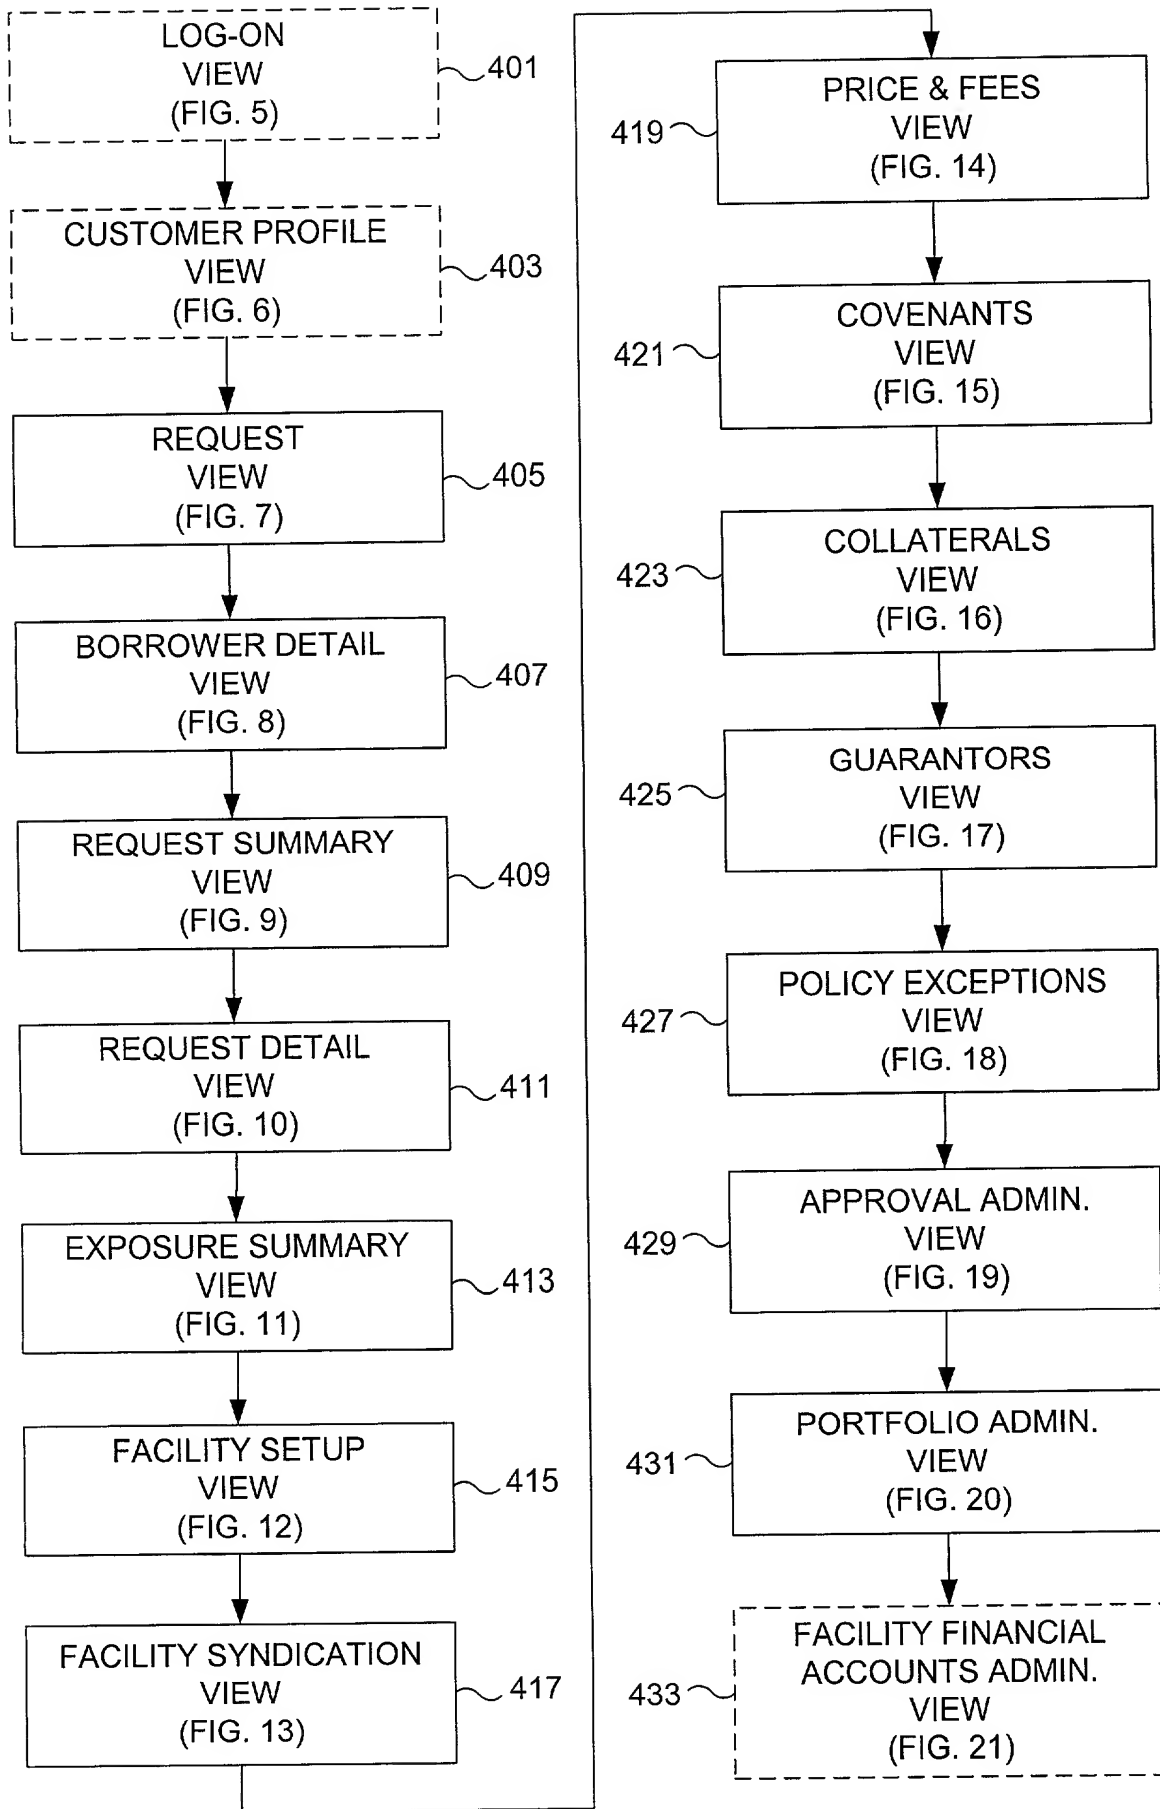 LOG-ON
VIEW
(FIG. 5)
401
CUSTOMER PROFILE
VIEW
(FIG. 6)
403
REQUEST
VIEW
(FIG. 7)
405
BORROWER DETAIL
VIEW
(FIG. 8)
407
REQUEST SUMMARY
VIEW
(FIG. 9)
409
REQUEST DETAIL
VIEW
(FIG. 10)
411
EXPOSURE SUMMARY
VIEW
(FIG. 11)
413
FACILITY SETUP
VIEW
(FIG. 12)
415
FACILITY SYNDICATION
VIEW
(FIG. 13)
417
PRICE & FEES
VIEW
(FIG. 14)
419
COVENANTS
VIEW
(FIG. 15)
421
COLLATERALS
VIEW
(FIG. 16)
423
GUARANTORS
VIEW
(FIG. 17)
425
POLICY EXCEPTIONS
VIEW
(FIG. 18)
427
APPROVAL ADMIN.
VIEW
(FIG. 19)
429
PORTFOLIO ADMIN.
VIEW
(FIG. 20)
431
FACILITY FINANCIAL
ACCOUNTS ADMIN.
VIEW
(FIG. 21)
433